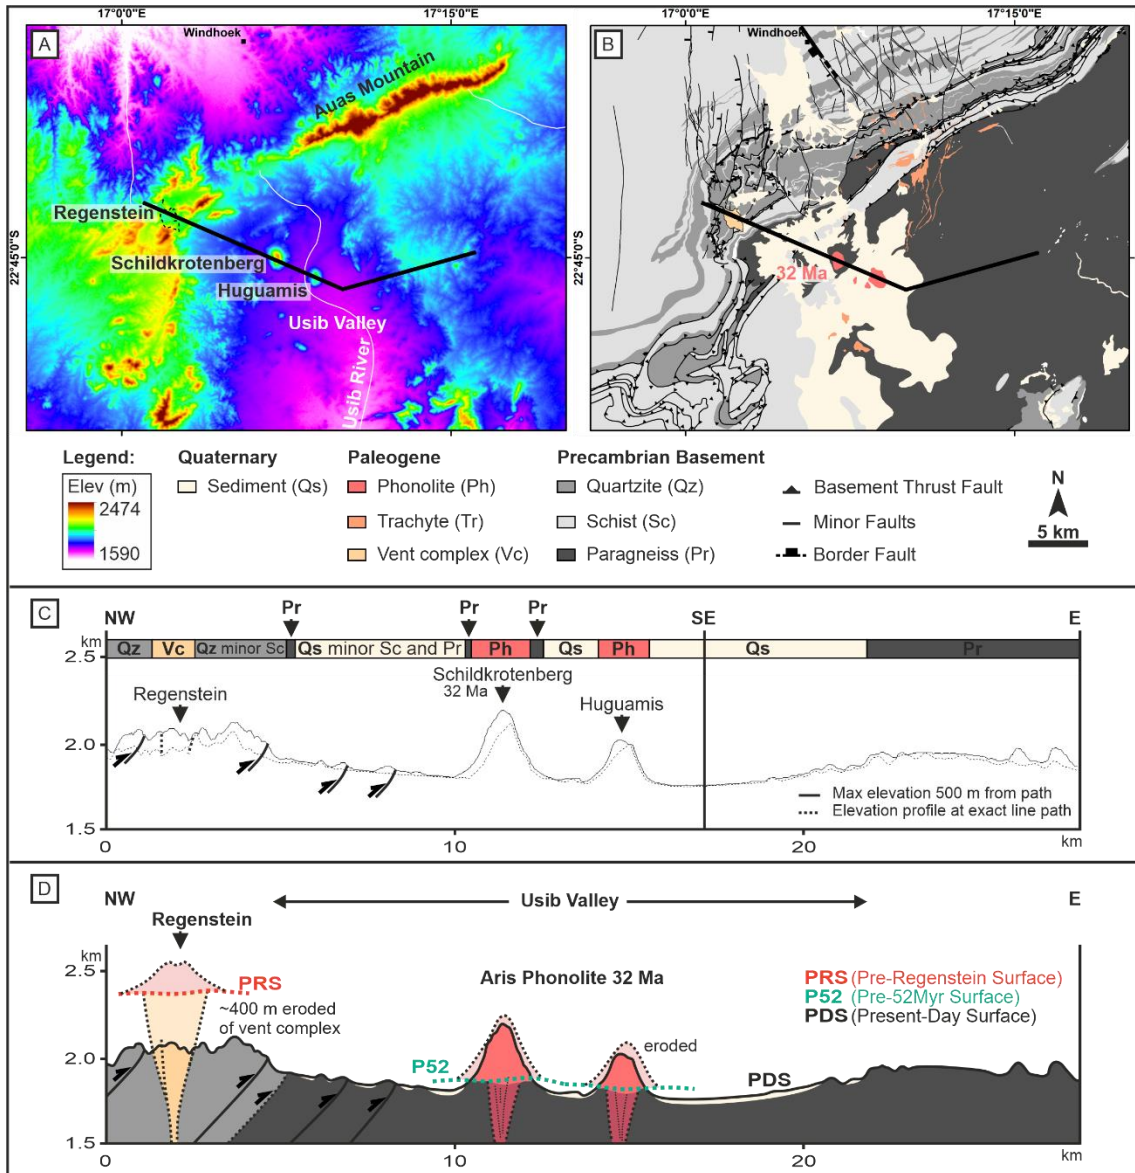 17°0'0"E
17°15'0"E
17°0'0"E
17°15'0"E
22°45'0"S
A
Windhoek
Auas Mountain
Regenstein
Schildkrotenberg
Huguamis
Usib Valley
Usib River
22°45'0"S
B
Windhoek
32 Ma
Legend:
Elev (m)
2474
1590
Quaternary
Sediment (Qs)
Paleogene
Phonolite (Ph)
Trachyte (Tr)
Vent complex (Vc)
Precambrian Basement
Quartzite (Qz)
Schist (Sc)
Paragneiss (Pr)
Basement Thrust Fault
Minor Faults
Border Fault
N
5 km
C
NW
Pr
Pr
Pr
SE
E
km
Qz
Vc
Qz minor Sc
Qs minor Sc and Pr
Ph
Qs
Ph
Qs
Pr
2.5
Regenstein
Schildkrotenberg
32 Ma
Huguamis
2.0
Max elevation 500 m from path
Elevation profile at exact line path
1.5
0
10
20
km
D
NW
Usib Valley
E
Regenstein
km
2.5
PRS
~400 m eroded
of vent complex
Aris Phonolite 32 Ma
PRS (Pre-Regenstein Surface)
P52 (Pre-52Myr Surface)
PDS (Present-Day Surface)
2.0
P52
eroded
PDS
1.5
0
10
20
km